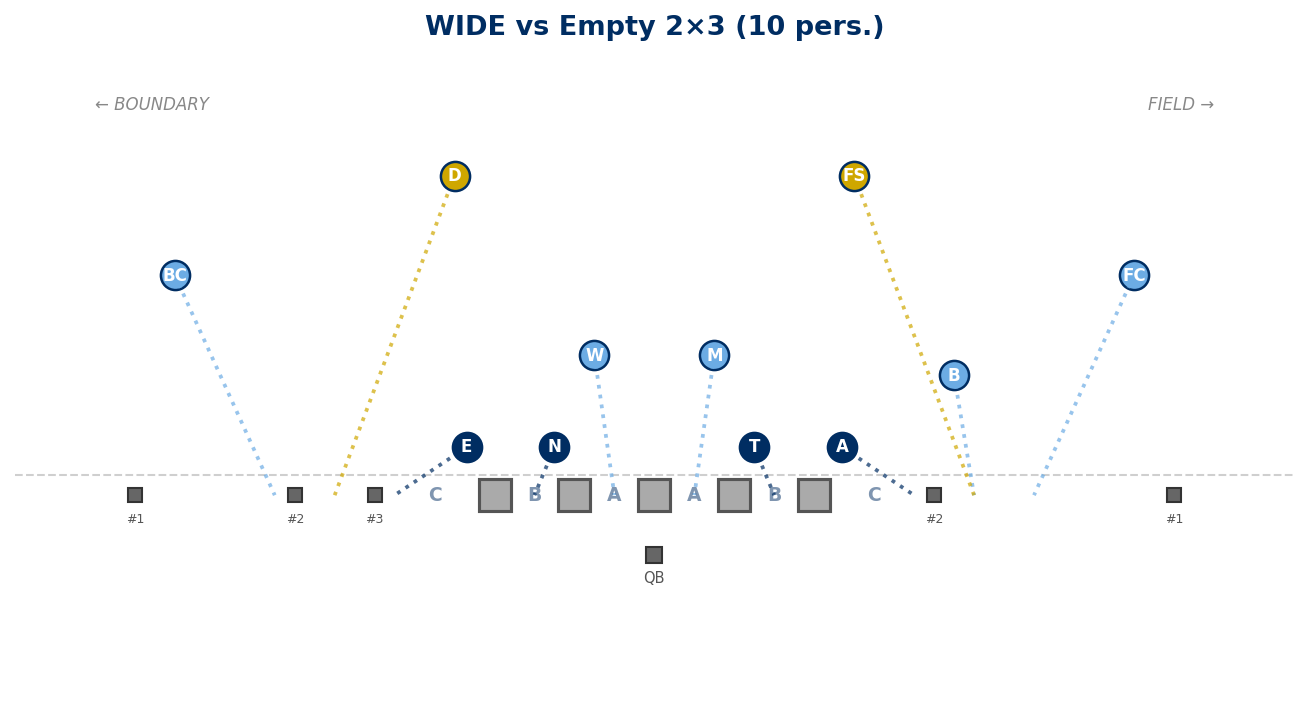 WIDE vs Empty 2×3 (10 pers.)
← BOUNDARY FIELD →
D FS
BC FC
W M
B
E N T A
C B A A B C
#1 #2 #3 #2 #1
QB